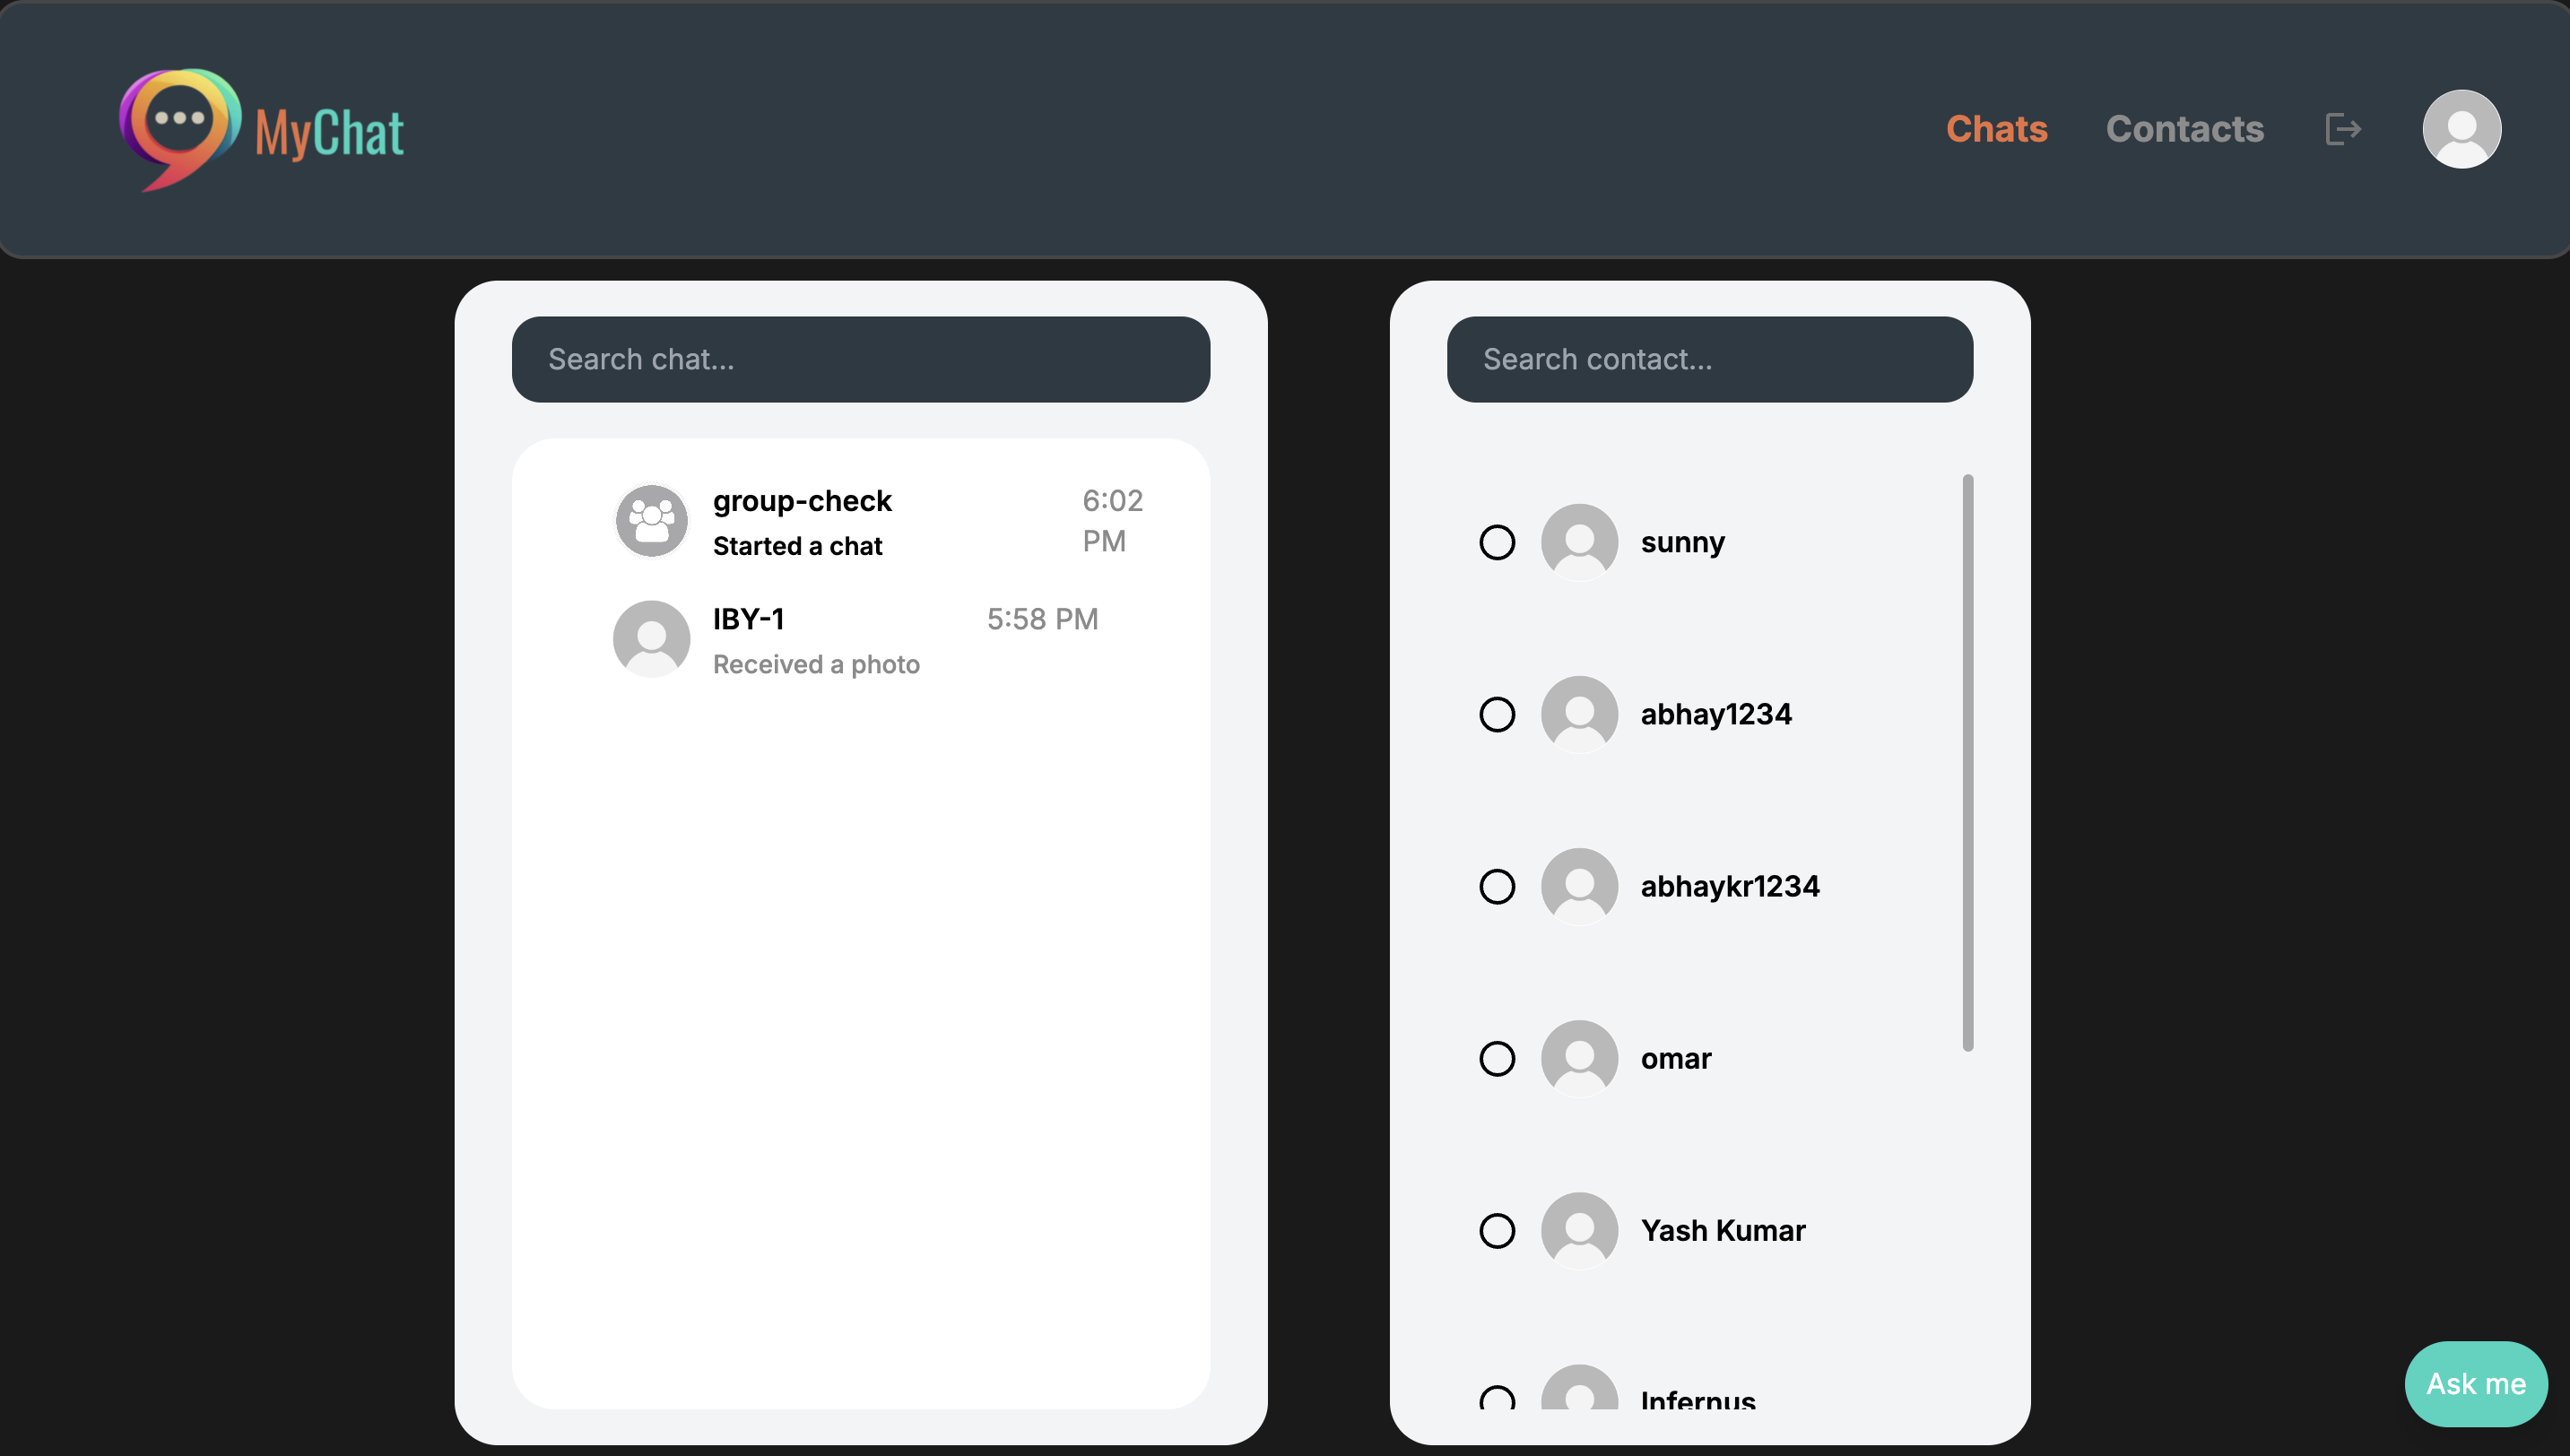 MyChat
Chats
Contacts
Search chat...
group-check
6:02
PM
Started a chat
IBY-1
5:58 PM
Received a photo
Search contact...
sunny
abhay1234
abhaykr1234
omar
Yash Kumar
Infernus
Ask me